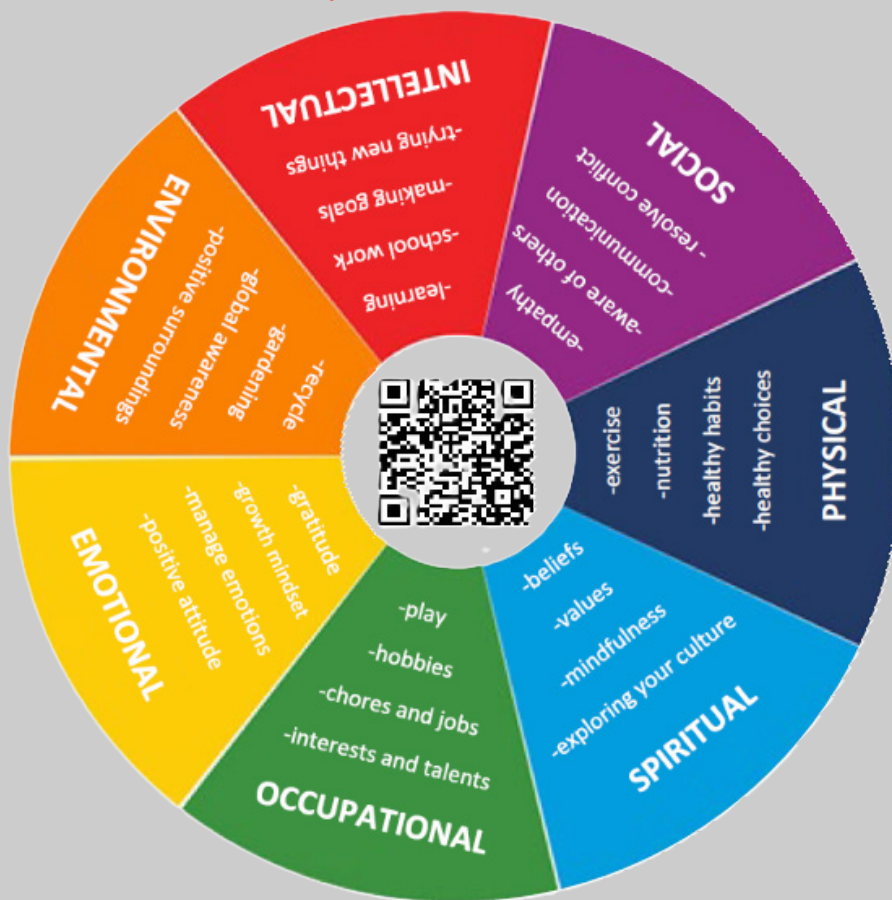 INTELLECTUAL
-trying new things
-making goals
-school work
-learning
SOCIAL
- resolve conflict
-communication
-aware of others
-empathy
PHYSICAL
-healthy choices
-healthy habits
-nutrition
-exercise
SPIRITUAL
-beliefs
-values
-mindfulness
-exploring your culture
OCCUPATIONAL
-play
-hobbies
-chores and jobs
-interests and talents
EMOTIONAL
-gratitude
-growth mindset
-manage emotions
-positive attitude
ENVIRONMENTAL
-positive surroundings
-global awareness
-gardening
-recycle